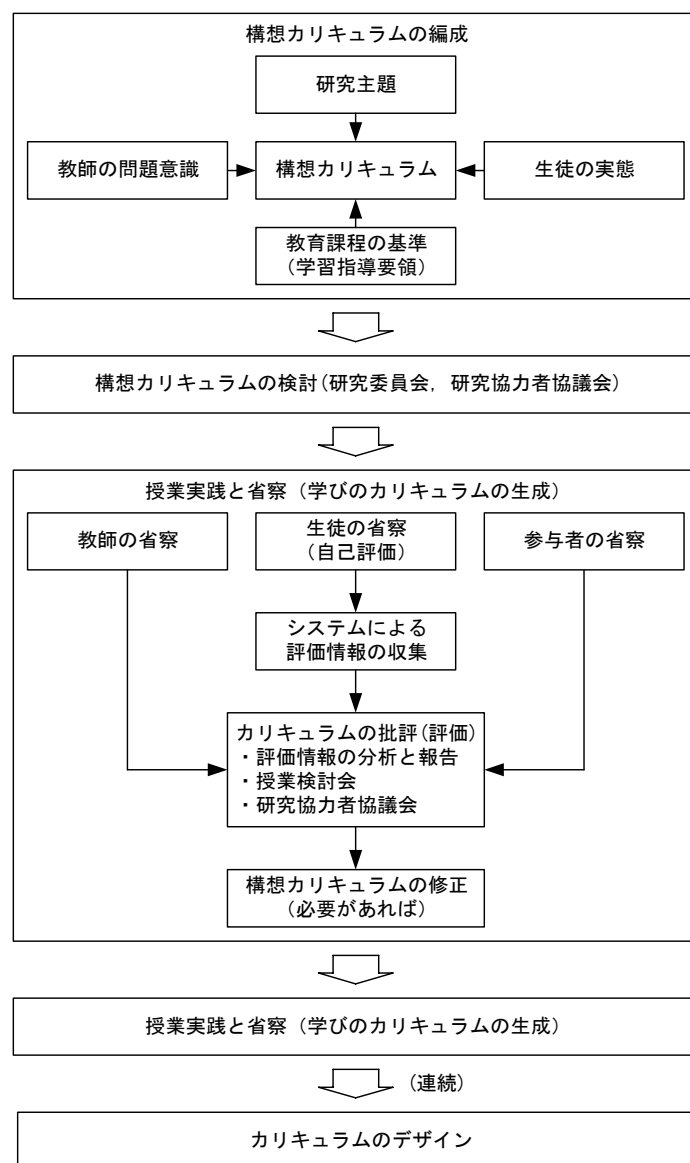 構想カリキュラムの編成
研究主題
教師の問題意識
構想カリキュラム
生徒の実態
教育課程の基準
(学習指導要領)
構想カリキュラムの検討(研究委員会，研究協力者協議会)
授業実践と省察（学びのカリキュラムの生成）
教師の省察
生徒の省察
(自己評価)
参与者の省察
システムによる
評価情報の収集
カリキュラムの批評(評価)
・評価情報の分析と報告
・授業検討会
・研究協力者協議会
構想カリキュラムの修正
(必要があれば)
授業実践と省察（学びのカリキュラムの生成）
(連続)
カリキュラムのデザイン